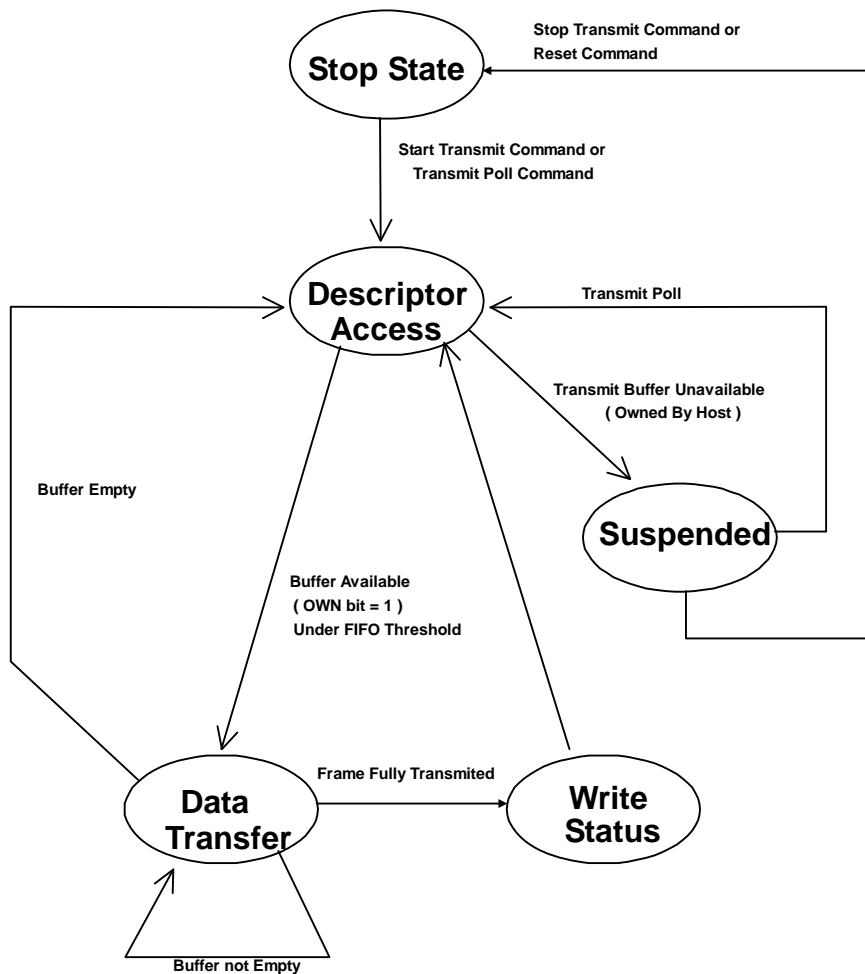 Stop Transmit Command or
Reset Command
Stop State
Start Transmit Command or
Transmit Poll Command
Descriptor
Access
Transmit Poll
Transmit Buffer Unavailable
( Owned By Host )
Buffer Empty
Suspended
Buffer Available
( OWN bit = 1 )
Under FIFO Threshold
Frame Fully Transmited
Data
Transfer
Write
Status
Buffer not Empty